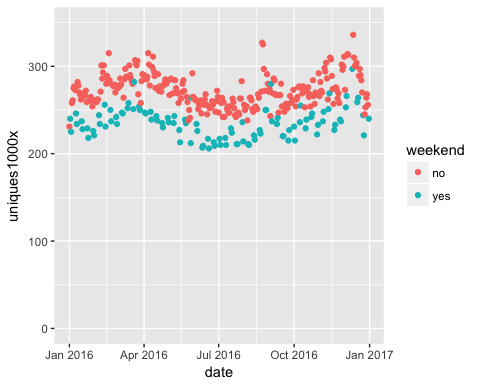 300
200
100
0
uniques1000x
Jan 2016
Apr 2016
Jul 2016
Oct 2016
Jan 2017
date
weekend
no
yes